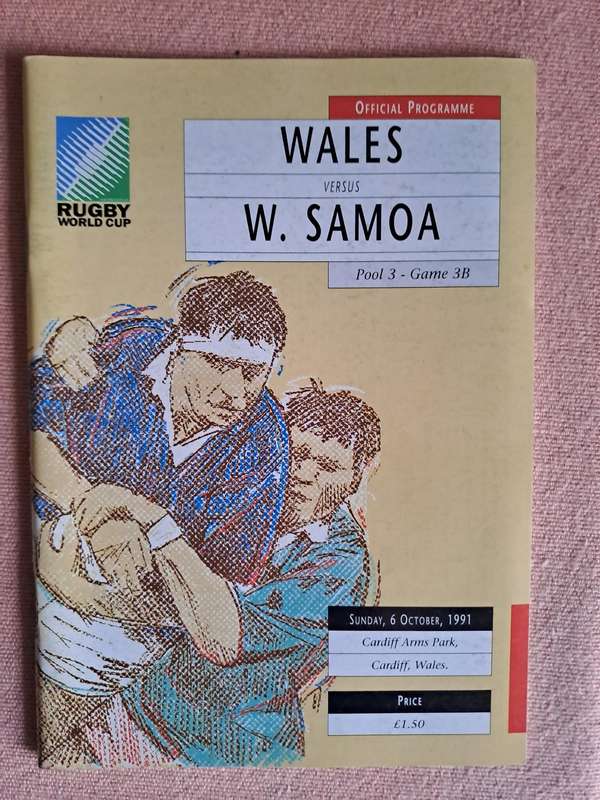 OFFICIAL PROGRAMME
WALES
VERSUS
W. SAMOA
Pool 3 - Game 3B
RUGBY
WORLD CUP
SUNDAY, 6 OCTOBER, 1991
Cardiff Arms Park,
Cardiff, Wales.
PRICE
£1.50